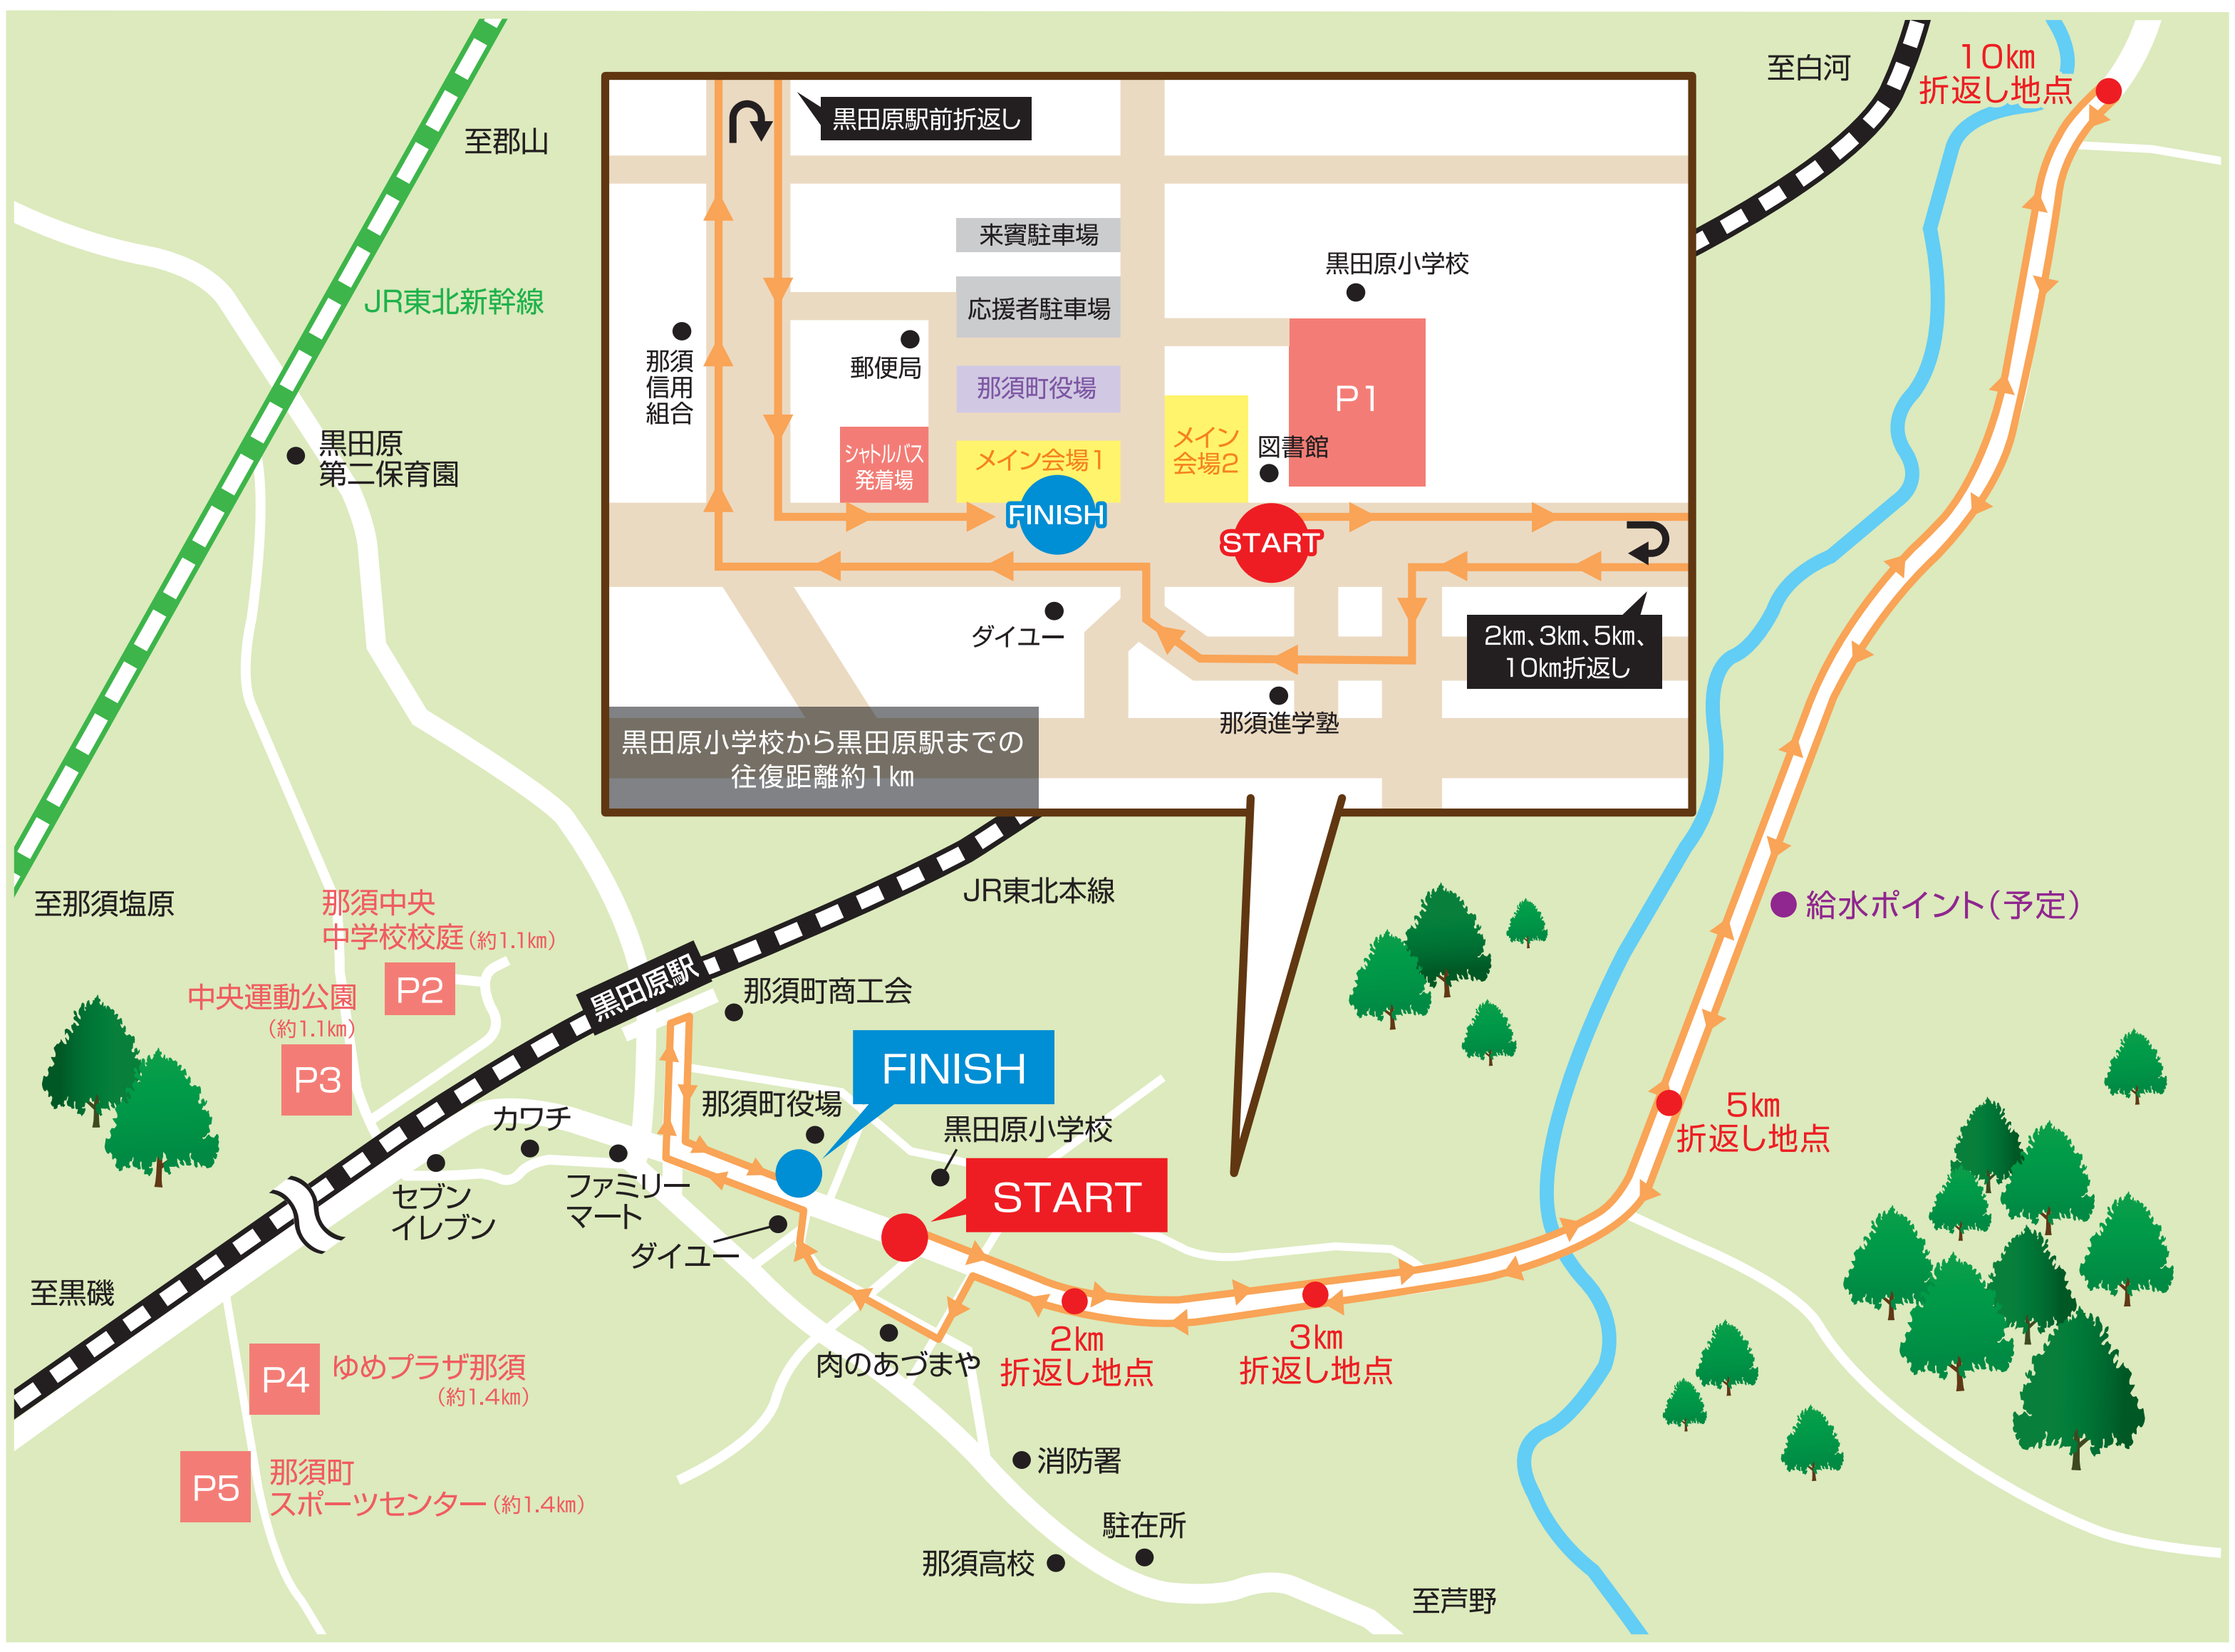 至白河
10km
折返し地点
至郡山
JR東北新幹線
黒田原
第二保育園
至那須塩原
黒田原駅前折返し
来賓駐車場
応援者駐車場
那須町役場
メイン会場1
シャトルバス
発着場
郵便局
那須
信用
組合
黒田原小学校
P1
メイン
会場2
図書館
FINISH
START
ダイユー
那須進学塾
2km、3km、5km、
10km折返し
黒田原小学校から黒田原駅までの
往復距離約1km
JR東北本線
給水ポイント(予定)
那須中央
中学校校庭(約1.1km)
P2
中央運動公園
(約1.1km)
P3
黒田原駅
那須町商工会
FINISH
那須町役場
黒田原小学校
START
カワチ
セブン
イレブン
ファミリー
マート
ダイユー
肉のあづまや
2km
折返し地点
3km
折返し地点
5km
折返し地点
至黒磯
P4
ゆめプラザ那須
(約1.4km)
P5
那須町
スポーツセンター(約1.4km)
消防署
駐在所
那須高校
至芦野